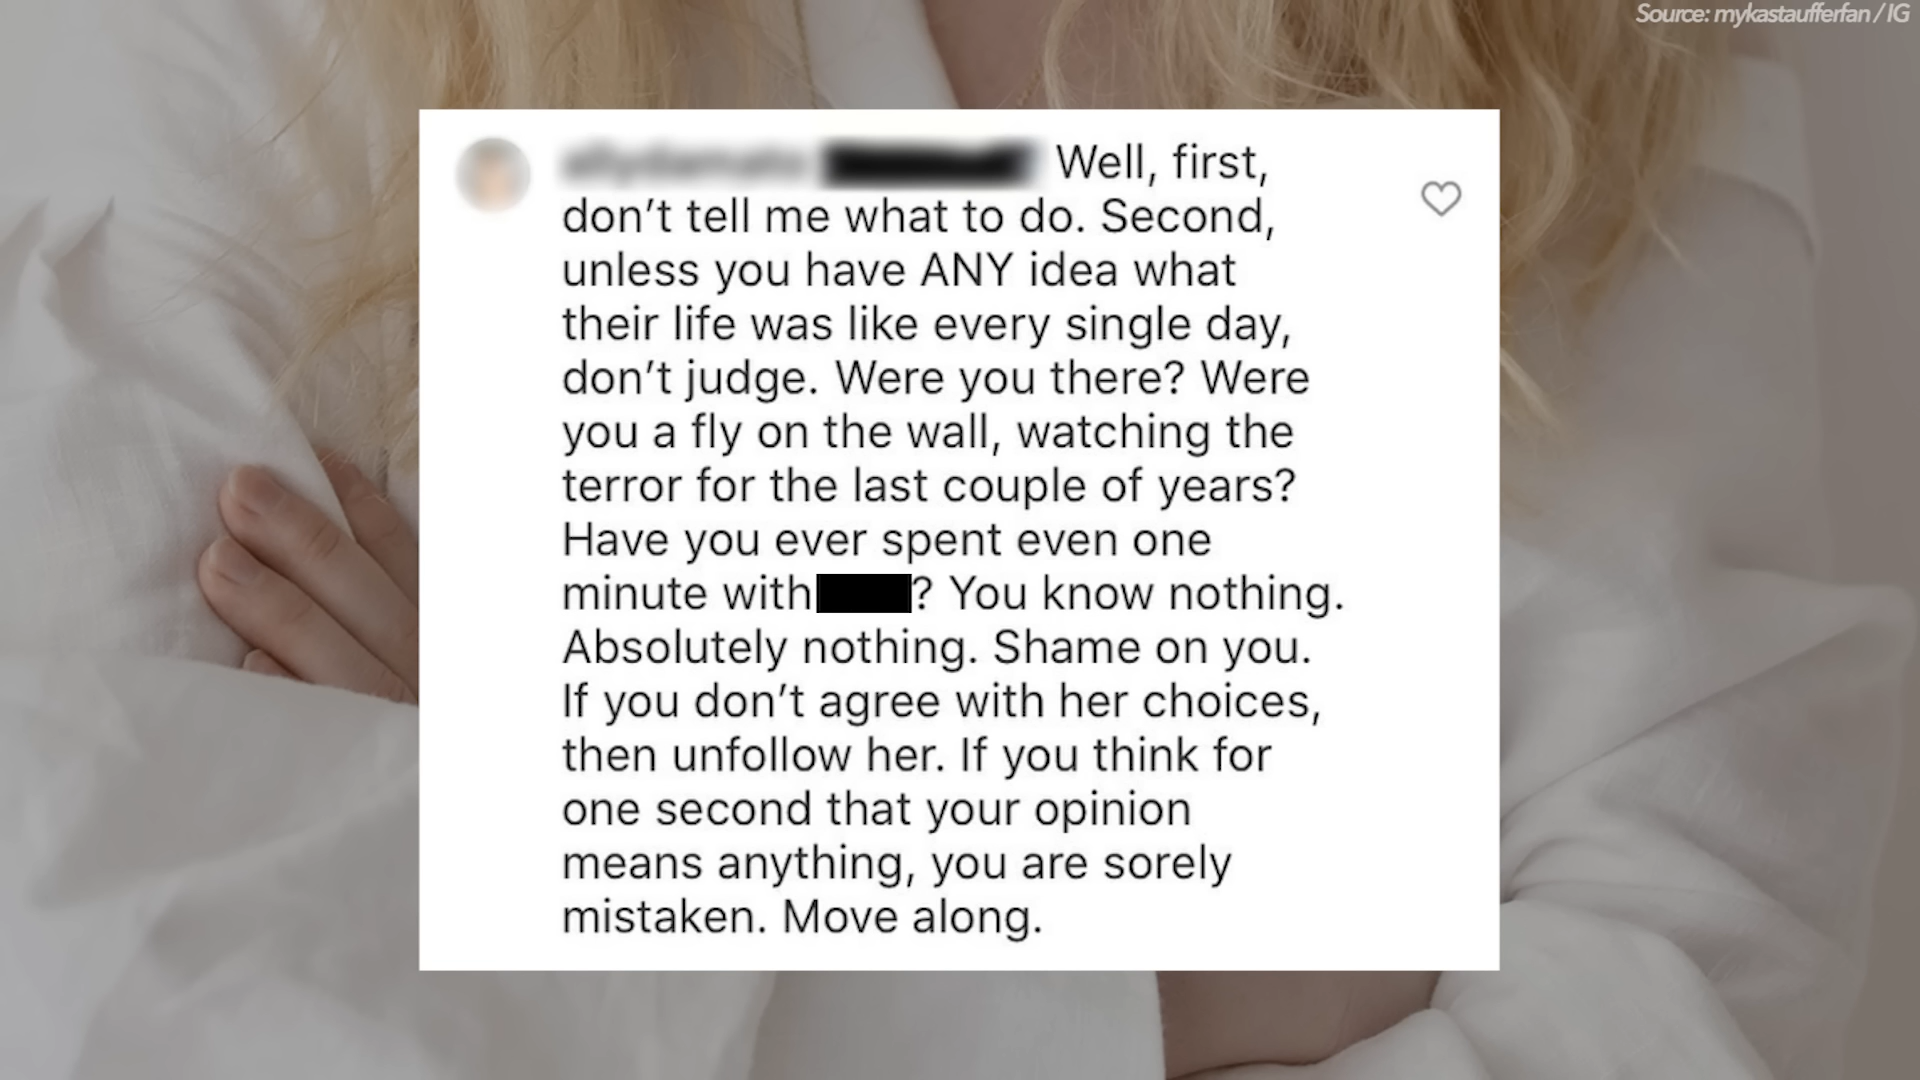 Source: mykastaufferfan / IG
Well, first,
don't tell me what to do. Second,
unless you have ANY idea what
their life was like every single day,
don't judge. Were you there? Were
you a fly on the wall, watching the
terror for the last couple of years?
Have you ever spent even one
minute with ? You know nothing.
Absolutely nothing. Shame on you.
If you don't agree with her choices,
then unfollow her. If you think for
one second that your opinion
means anything, you are sorely
mistaken. Move along.